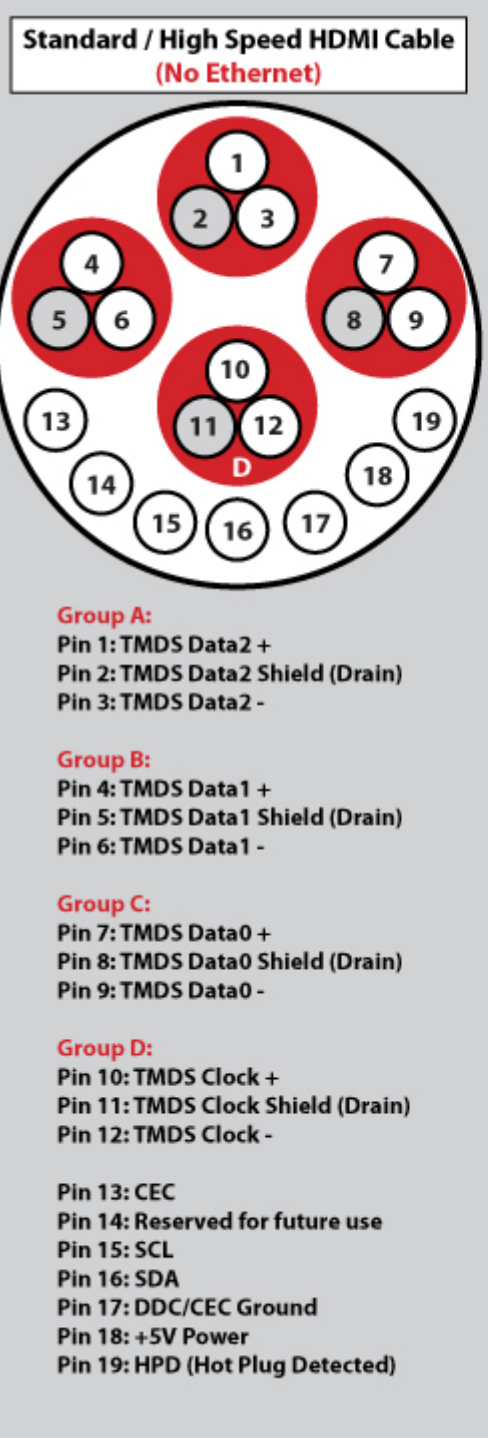 Standard / High Speed HDMI Cable
(No Ethernet)
1
2 3
4
5 6
7
8 9
10
11 12
D
13
14
15
16
17
18
19
Group A:
Pin 1: TMDS Data2 +
Pin 2: TMDS Data2 Shield (Drain)
Pin 3: TMDS Data2 -
Group B:
Pin 4: TMDS Data1 +
Pin 5: TMDS Data1 Shield (Drain)
Pin 6: TMDS Data1 -
Group C:
Pin 7: TMDS Data0 +
Pin 8: TMDS Data0 Shield (Drain)
Pin 9: TMDS Data0 -
Group D:
Pin 10: TMDS Clock +
Pin 11: TMDS Clock Shield (Drain)
Pin 12: TMDS Clock -
Pin 13: CEC
Pin 14: Reserved for future use
Pin 15: SCL
Pin 16: SDA
Pin 17: DDC/CEC Ground
Pin 18: +5V Power
Pin 19: HPD (Hot Plug Detected)